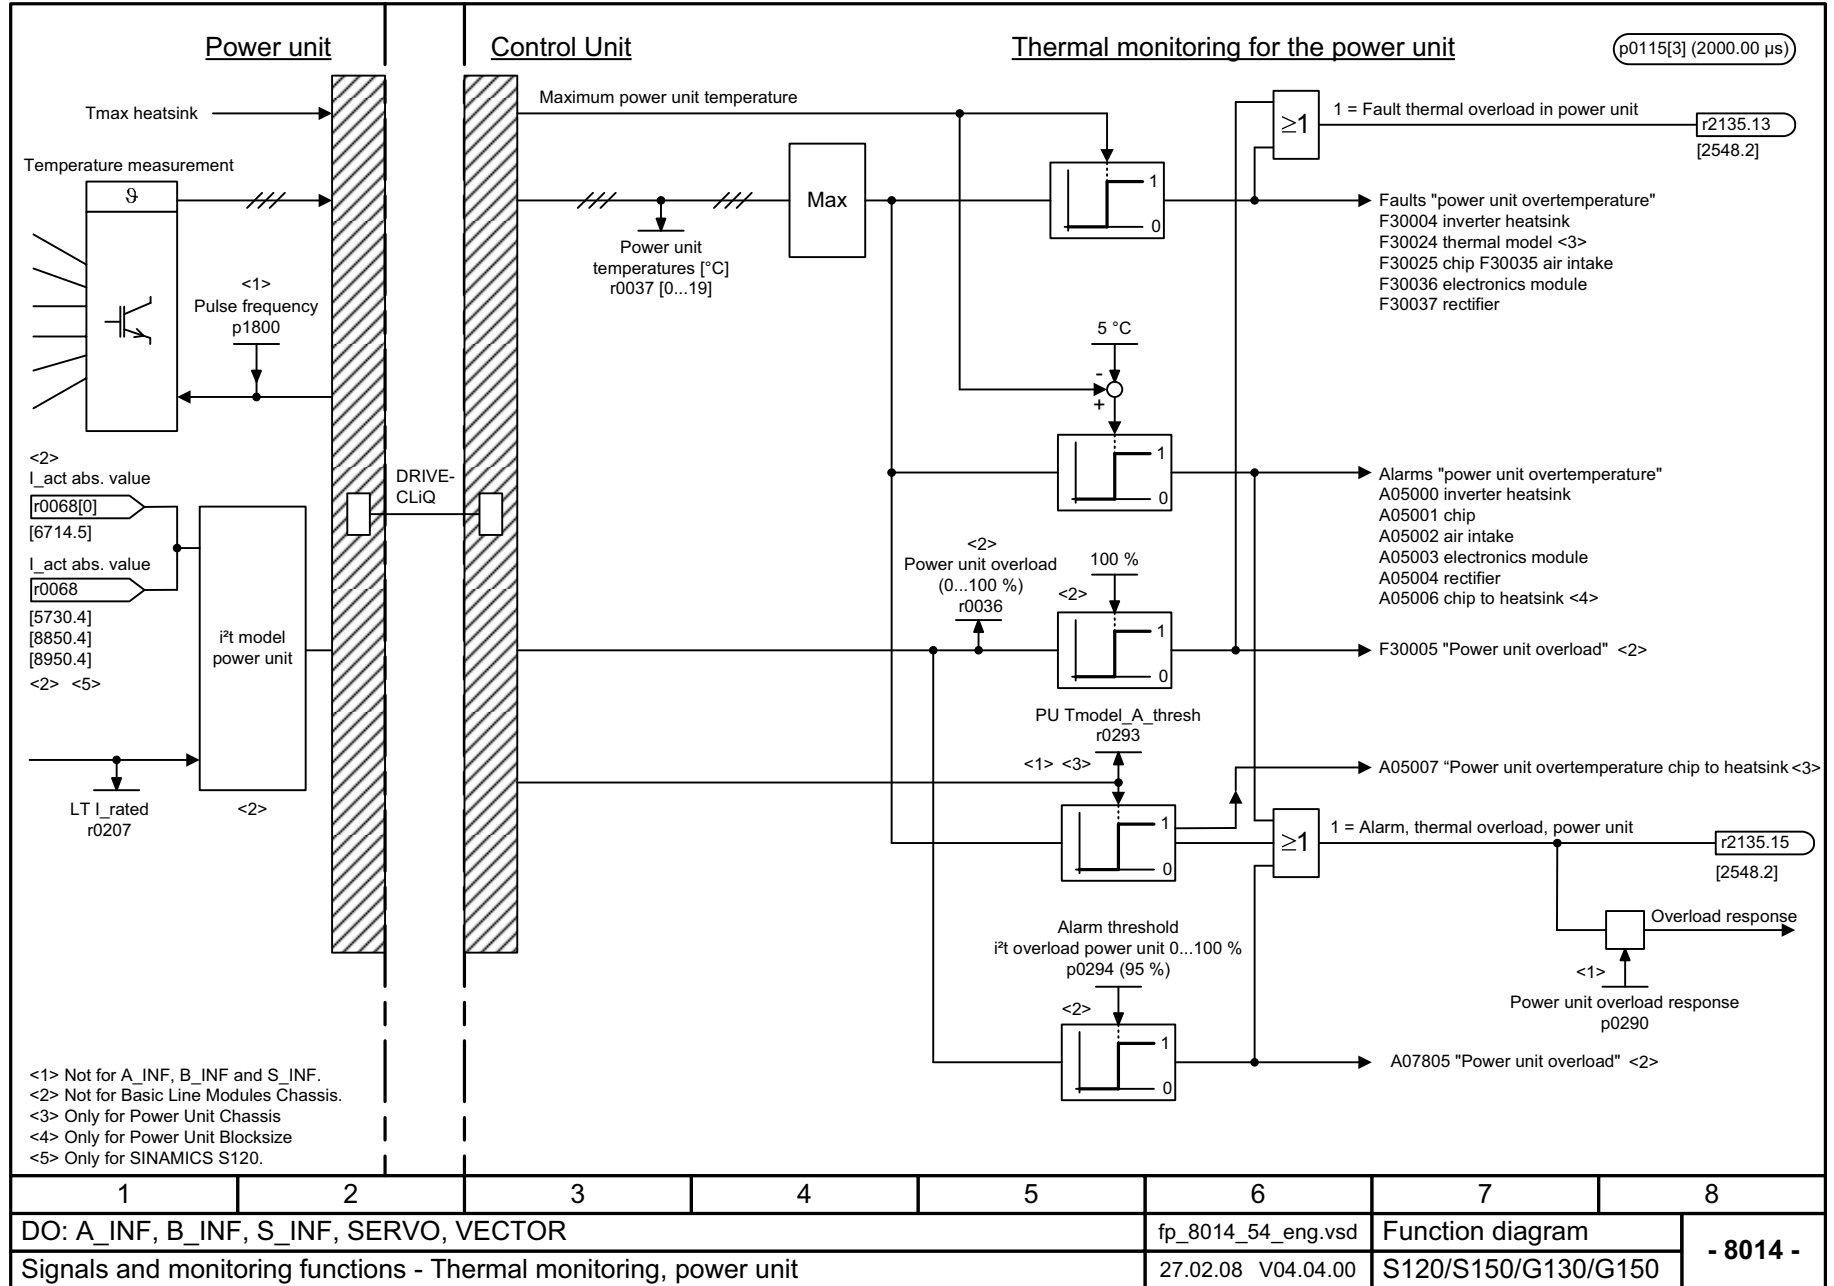 Power unit
Control Unit
Thermal monitoring for the power unit
p0115[3] (2000.00 µs)
Tmax heatsink
Maximum power unit temperature
≥1
1 = Fault thermal overload in power unit
r2135.13
[2548.2]
Temperature measurement
ϑ
Max
1
0
Power unit
temperatures [°C]
r0037 [0...19]
Faults "power unit overtemperature"
F30004 inverter heatsink
F30024 thermal model <3>
F30025 chip F30035 air intake
F30036 electronics module
F30037 rectifier
<1>
Pulse frequency
p1800
5 °C
-
+
1
0
<2>
I_act abs. value
r0068[0]
[6714.5]
I_act abs. value
r0068
[5730.4]
[8850.4]
[8950.4]
<2> <5>
i²t model
power unit
<2>
LT I_rated
r0207
DRIVE-
CLiQ
Alarms "power unit overtemperature"
A05000 inverter heatsink
A05001 chip
A05002 air intake
A05003 electronics module
A05004 rectifier
A05006 chip to heatsink <4>
<2>
Power unit overload
(0...100 %)
r0036
100 %
<2>
1
0
F30005 "Power unit overload" <2>
PU Tmodel_A_thresh
r0293
<1> <3>
1
0
A05007 “Power unit overtemperature chip to heatsink <3>
≥1
1 = Alarm, thermal overload, power unit
r2135.15
[2548.2]
Overload response
<1>
Power unit overload response
p0290
Alarm threshold
i²t overload power unit 0...100 %
p0294 (95 %)
<2>
1
0
A07805 "Power unit overload" <2>
<1> Not for A_INF, B_INF and S_INF.
<2> Not for Basic Line Modules Chassis.
<3> Only for Power Unit Chassis
<4> Only for Power Unit Blocksize
<5> Only for SINAMICS S120.
1 2 3 4 5 6 7 8
DO: A_INF, B_INF, S_INF, SERVO, VECTOR
fp_8014_54_eng.vsd
Function diagram
- 8014 -
Signals and monitoring functions - Thermal monitoring, power unit
27.02.08 V04.04.00
S120/S150/G130/G150